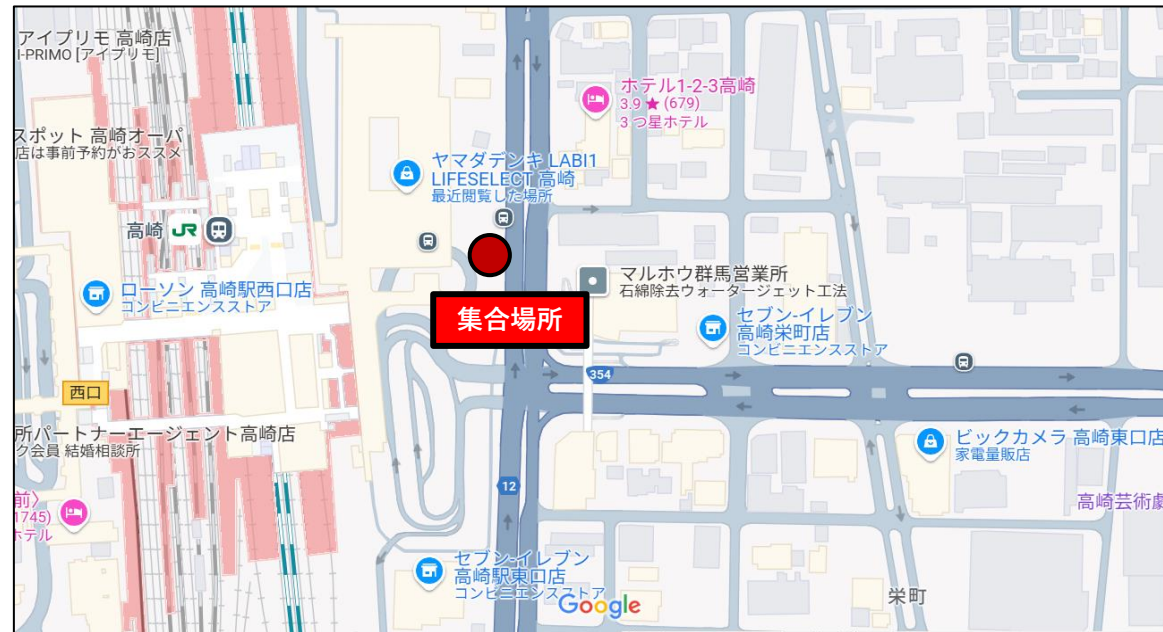 アイプリモ 高崎店
I-PRIMO [アイプリモ]
スポット 高崎オーパ
店は事前予約がおススメ
ホテル1-2-3高崎
3.9 ★ (679)
3 つ星ホテル
ヤマダデンキ LABI1
LIFESELECT 高崎
最近閲覧した場所
高崎 JR
ローソン 高崎駅西口店
コンビニエンスストア
集合場所
マルホウ群馬営業所
石綿除去ウォータージェット工法
セブン-イレブン
高崎栄町店
コンビニエンスストア
354
西口
所パートナーエージェント高崎店
ク会員 結婚相談所
ビックカメラ 高崎東口店
家電量販店
12
前〉
1745)
ホテル
高崎芸術劇
セブン-イレブン
高崎駅東口店
コンビニエンスストア
Google
栄町